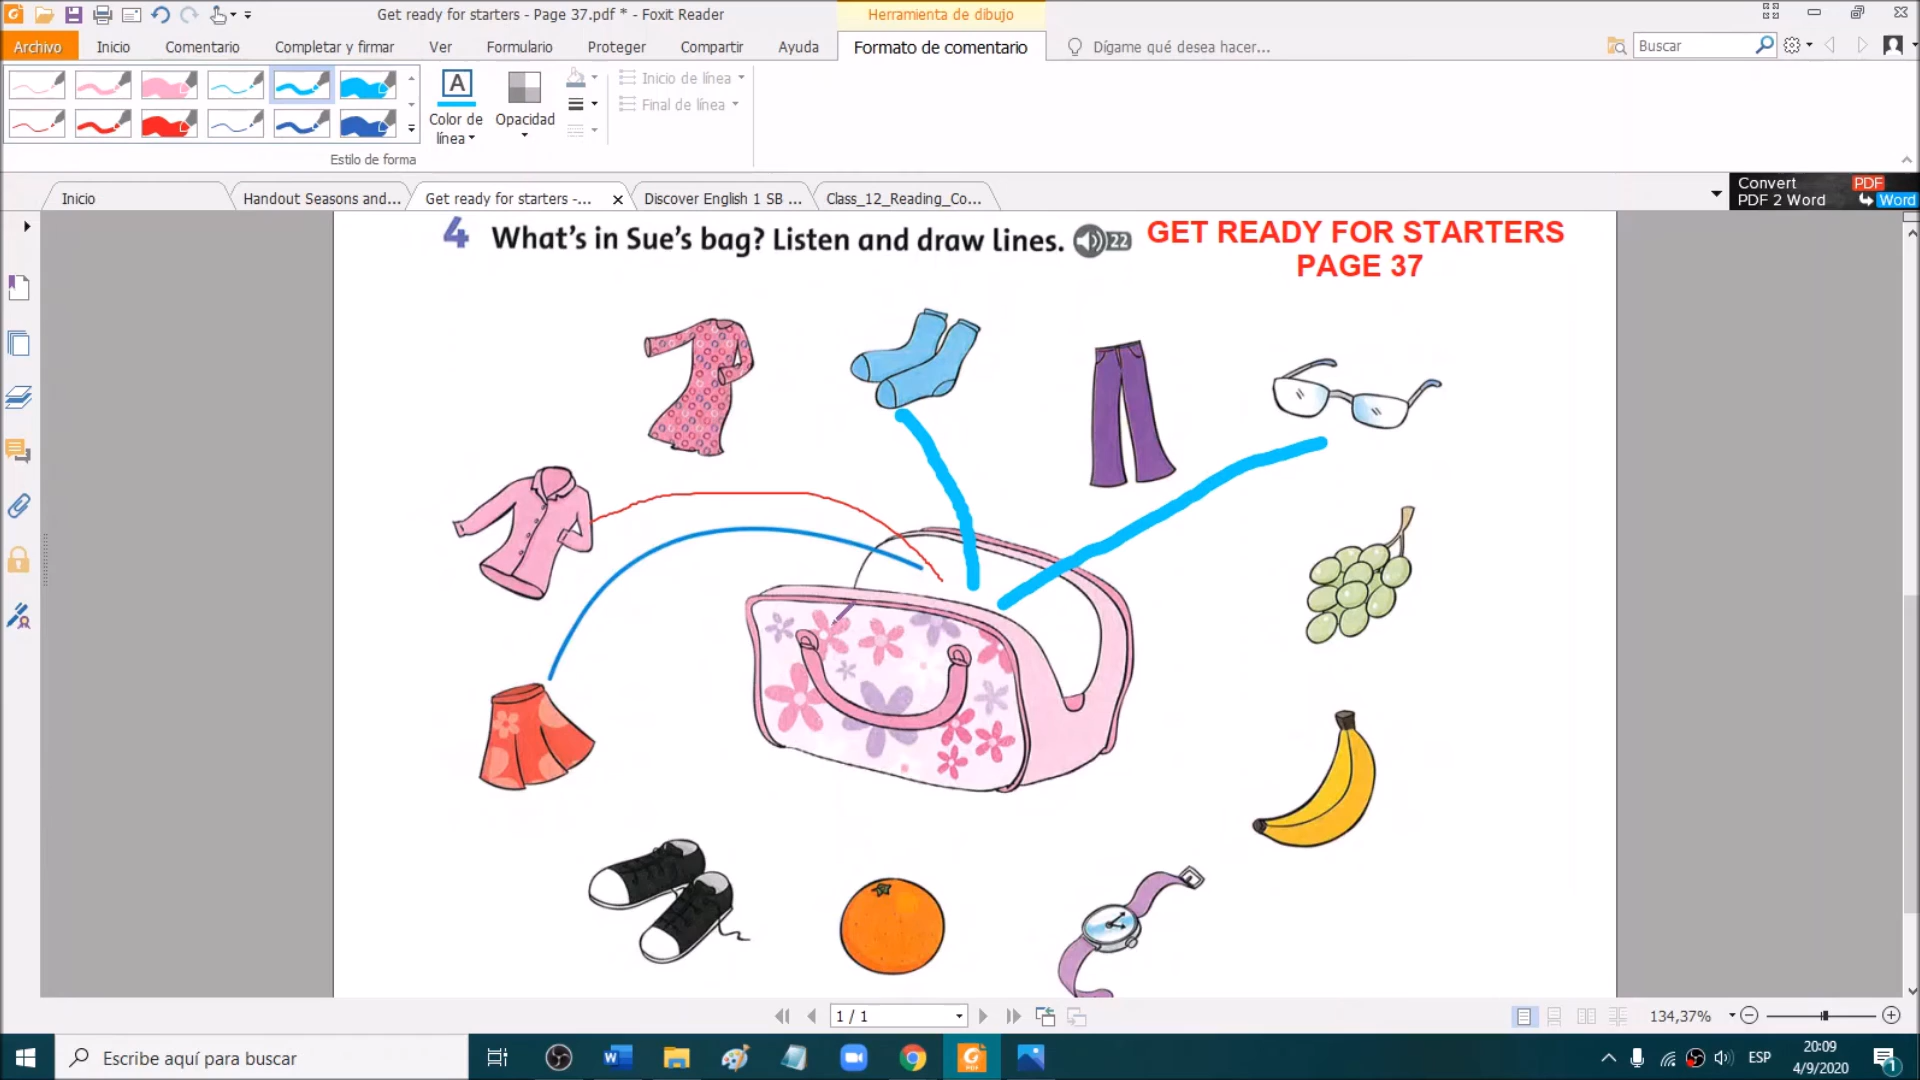 Get ready for starters - Page 37.pdf * - Foxit Reader
Herramienta de dibujo
Archivo Inicio Comentario Completar y firmar Ver Formulario Proteger Compartir Ayuda Formato de comentario Dígame qué desea hacer... Buscar
A
Color de línea
Opacidad
Inicio de línea
Final de línea
Estilo de forma
Inicio
Handout Seasons and...
Get ready for starters -...
Discover English 1 SB ...
Class_12_Reading_Co...
Convert PDF
PDF 2 Word Word
4 What's in Sue's bag? Listen and draw lines. 22
GET READY FOR STARTERS
PAGE 37
1 / 1
134,37%
Escribe aquí para buscar
ESP
20:09
4/9/2020
1